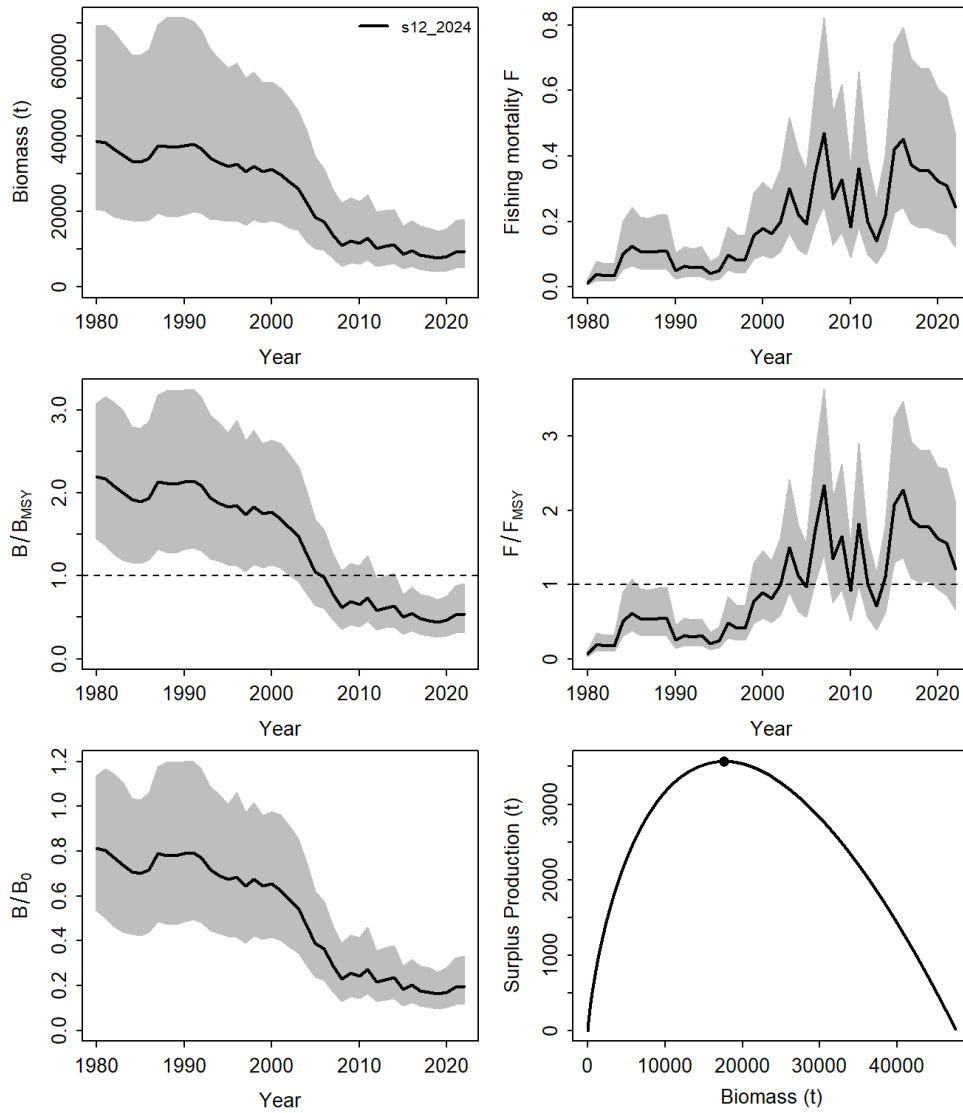 s12_2024
Biomass (t)
0 20000 40000 60000
1980 1990 2000 2010 2020
Year
Fishing mortality F
0.0 0.2 0.4 0.6 0.8
1980 1990 2000 2010 2020
Year
B/BMSY
0.0 1.0 2.0 3.0
1980 1990 2000 2010 2020
Year
F/FMSY
0 1 2 3
1980 1990 2000 2010 2020
Year
B/B0
0.0 0.2 0.4 0.6 0.8 1.0 1.2
1980 1990 2000 2010 2020
Year
Surplus Production (t)
0 1000 2000 3000
0 10000 20000 30000 40000
Biomass (t)